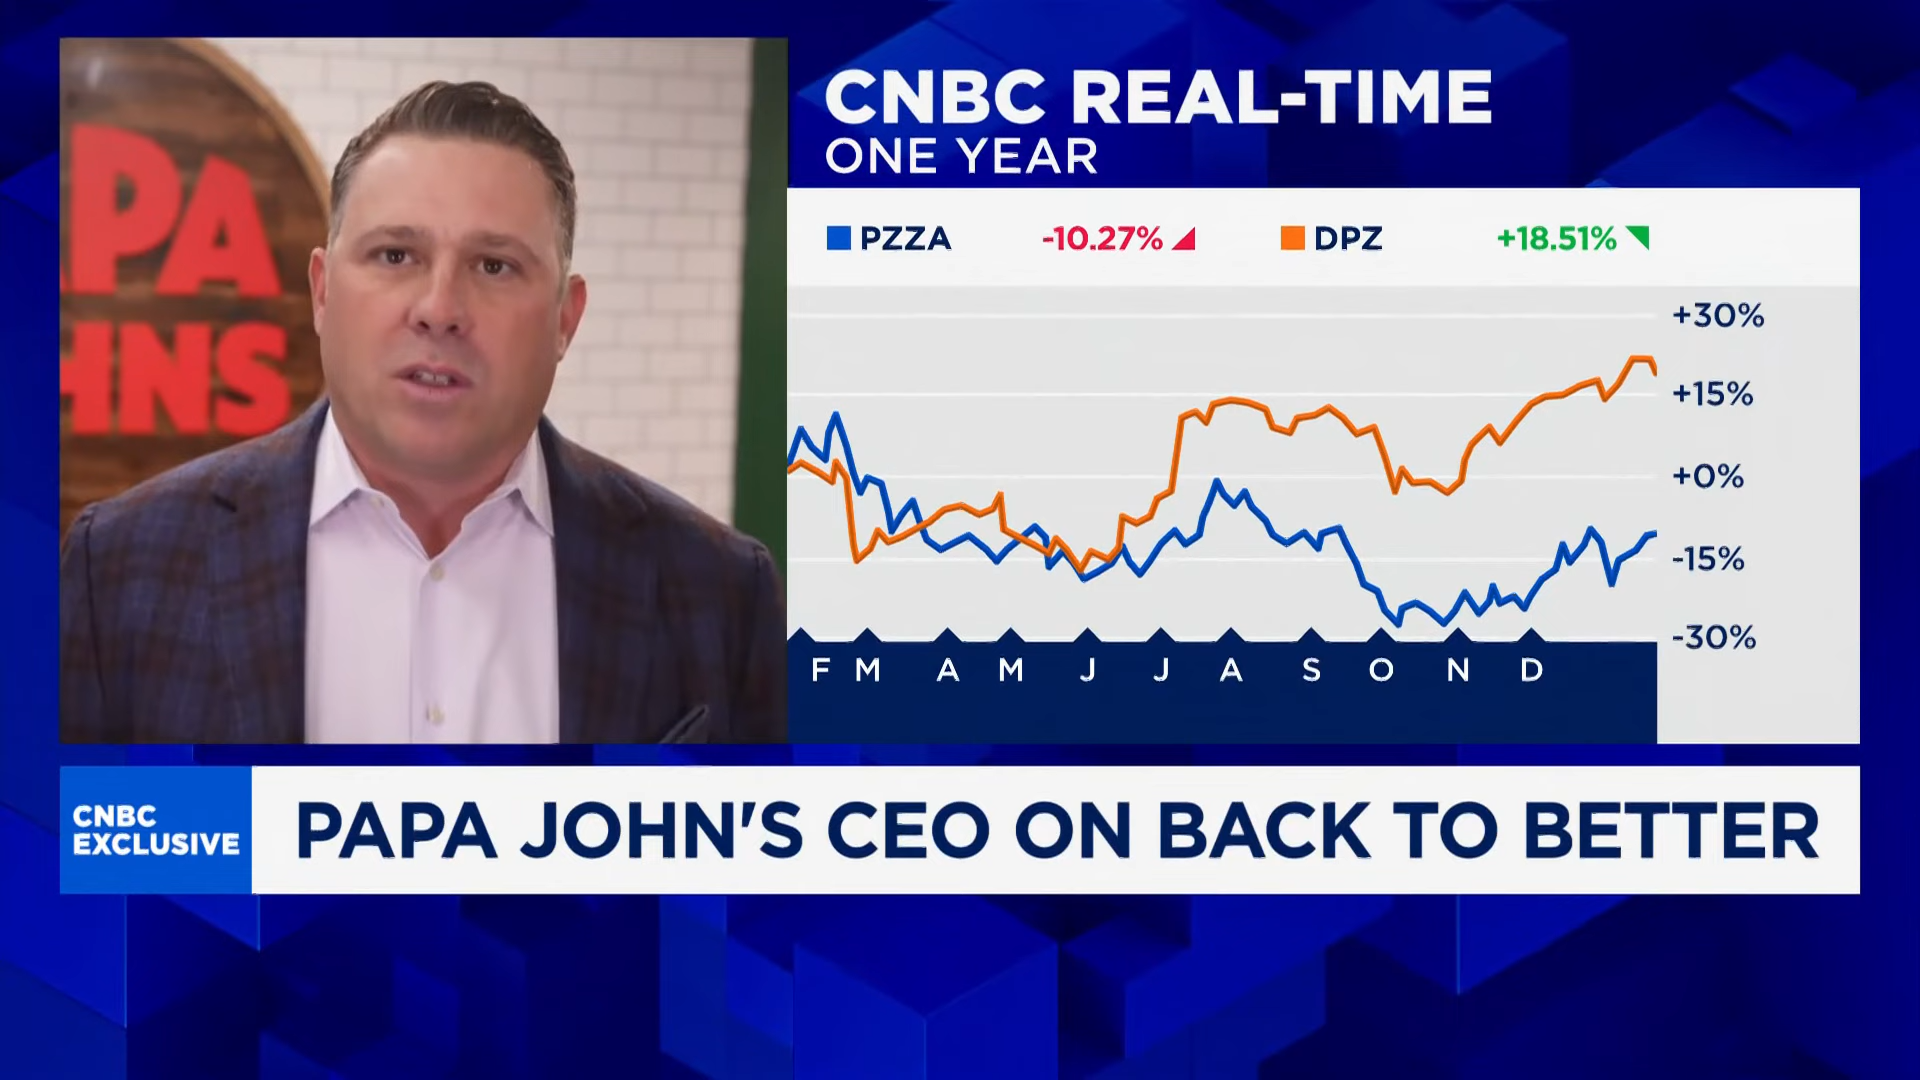 PAPA
HNS
CNBC REAL-TIME
ONE YEAR
PZZA -10.27% DPZ +18.51%
+30%
+15%
+0%
-15%
-30%
F M A M J J A S O N D
CNBC
EXCLUSIVE
PAPA JOHN'S CEO ON BACK TO BETTER